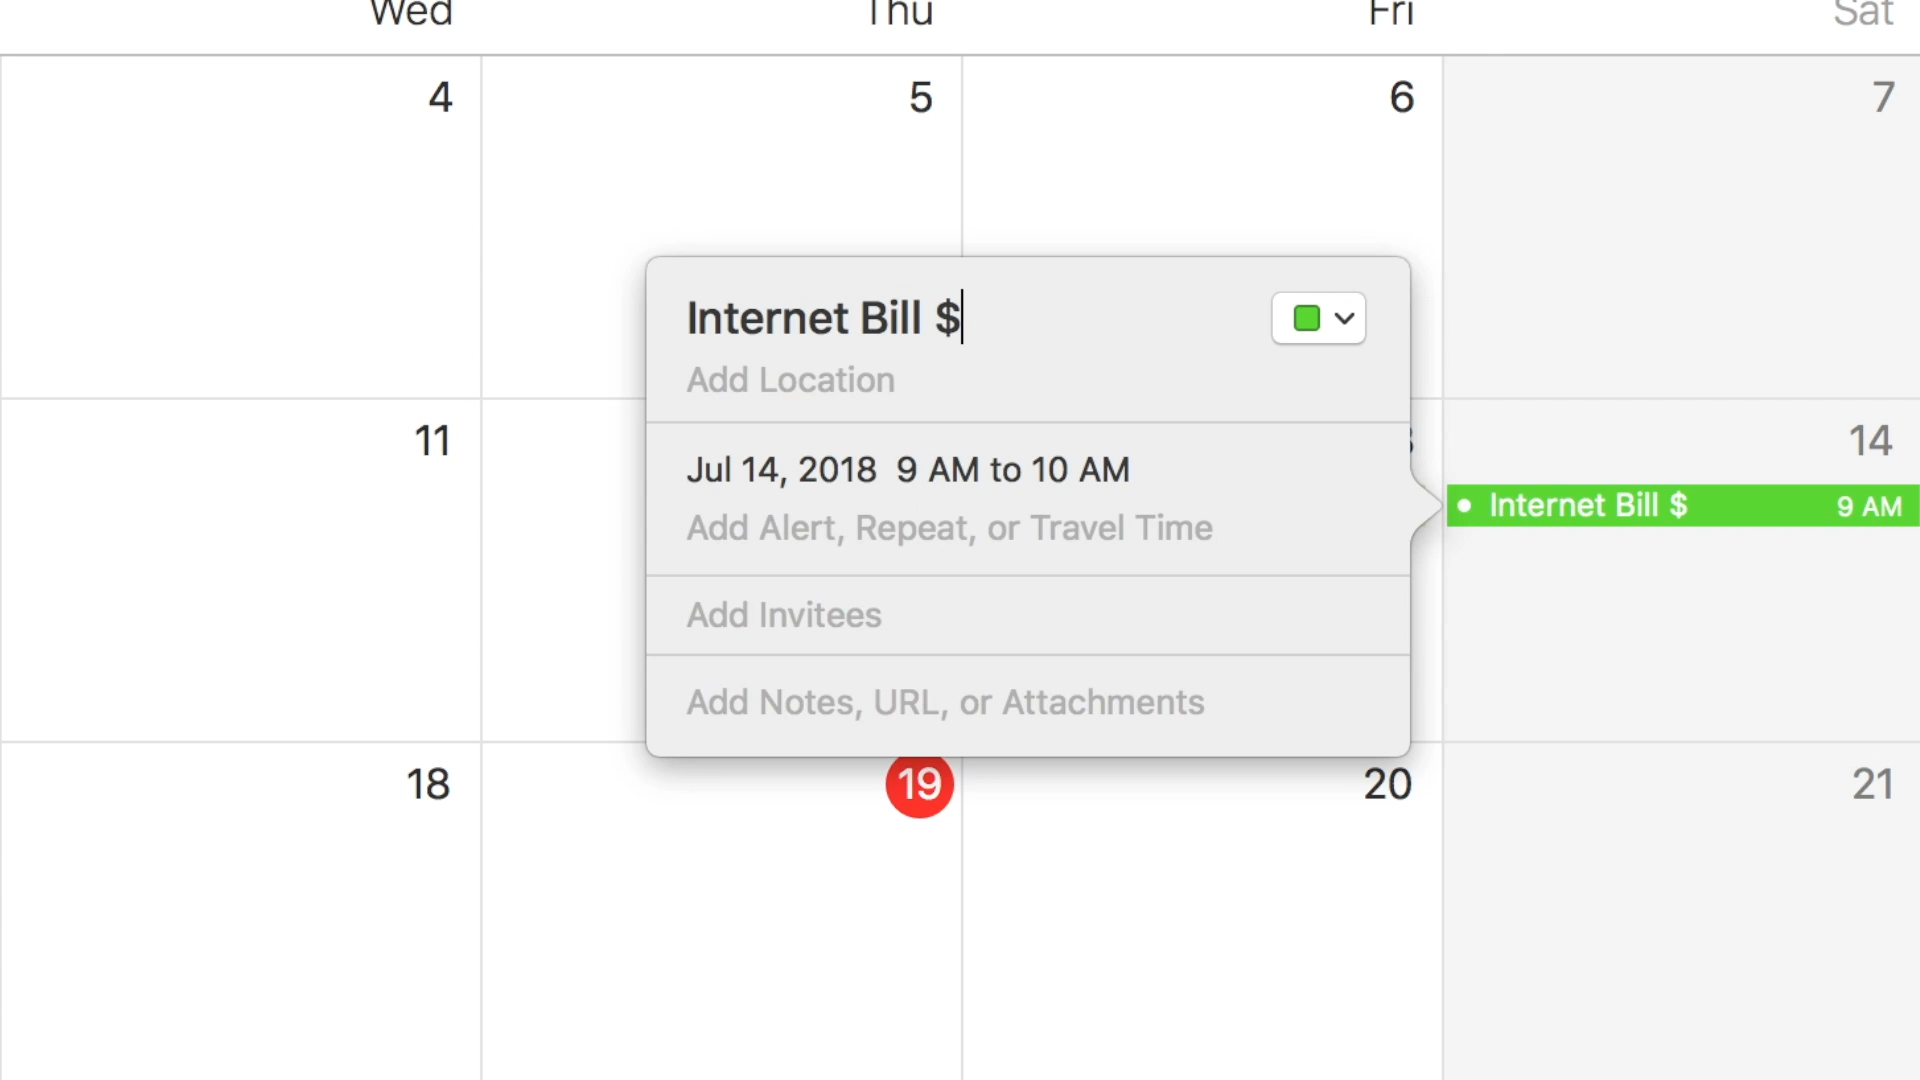 Wed Thu Fri Sat
4 5 6 7
Internet Bill $
Add Location
11 14
Jul 14, 2018 9 AM to 10 AM
Internet Bill $ 9 AM
Add Alert, Repeat, or Travel Time
Add Invitees
Add Notes, URL, or Attachments
18 19 20 21